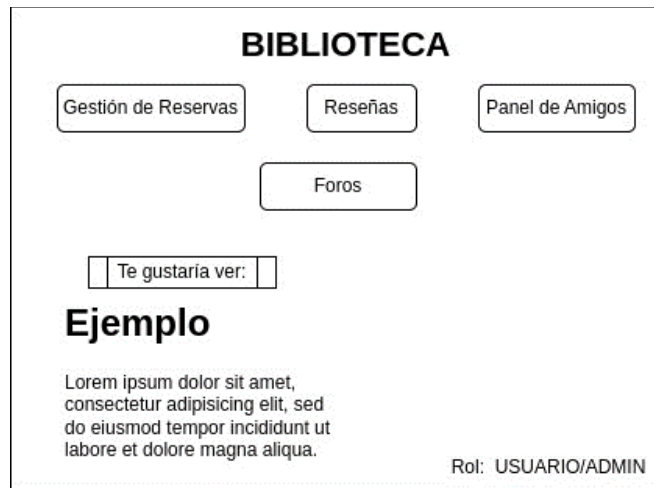 BIBLIOTECA
Gestión de Reservas
Reseñas
Panel de Amigos
Foros
Te gustaría ver:
Ejemplo
Lorem ipsum dolor sit amet,
consectetur adipisicing elit, sed
do eiusmod tempor incididunt ut
labore et dolore magna aliqua.
Rol: USUARIO/ADMIN